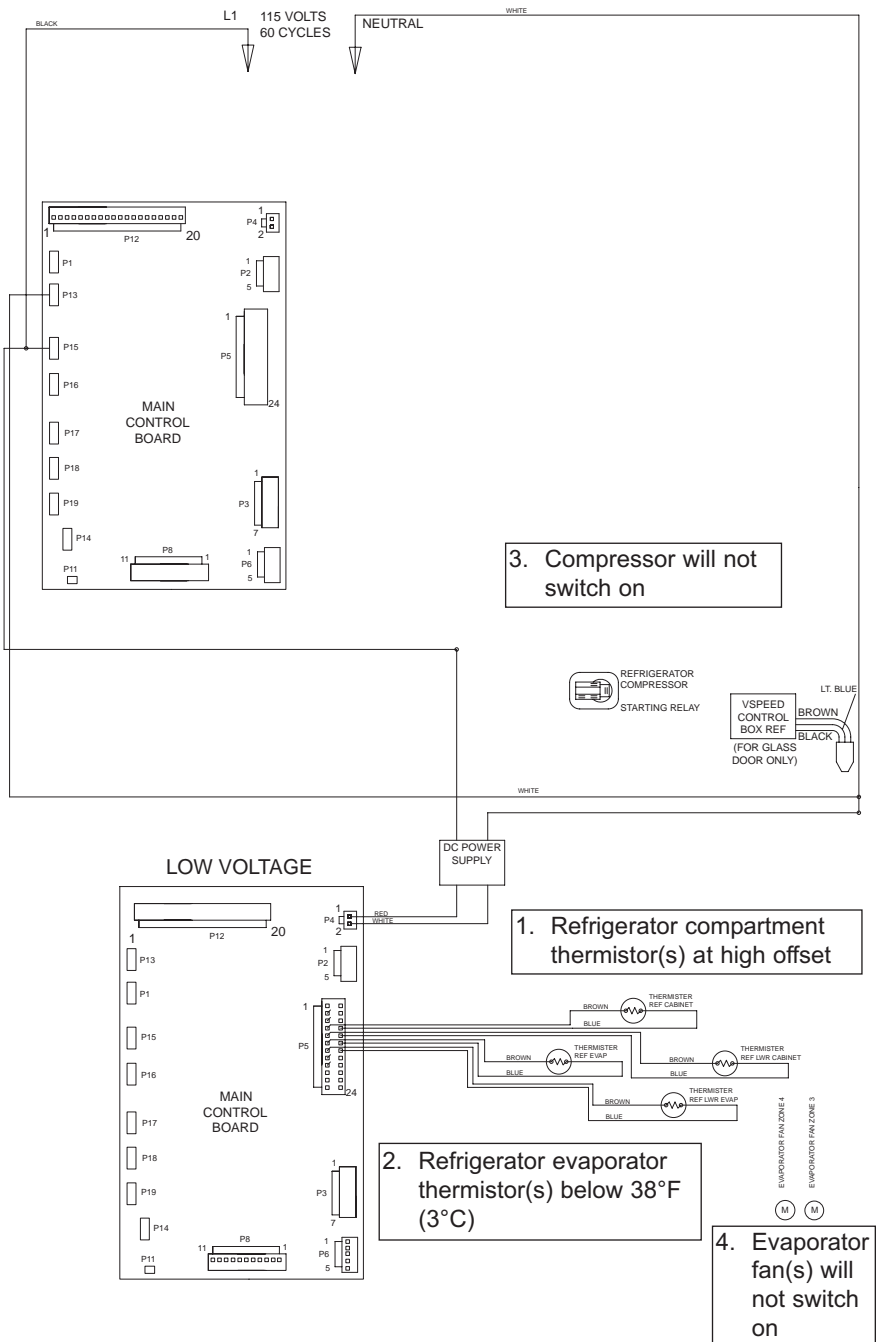 L1
115 VOLTS
60 CYCLES
NEUTRAL
BLACK
WHITE
1
20
P12
1
P4
2
P1
1
P2
5
P13
1
P15
P5
P16
24
MAIN
CONTROL
BOARD
P17
P18
1
P19
P3
7
P14
P8
11
1
1
P6
5
P11
3. Compressor will not
switch on
REFRIGERATOR
COMPRESSOR
STARTING RELAY
LT. BLUE
VSPEED
CONTROL
BOX REF
BROWN
BLACK
(FOR GLASS
DOOR ONLY)
WHITE
DC POWER
SUPPLY
LOW VOLTAGE
1
P4
2
RED
WHITE
1
P12
20
1. Refrigerator compartment
thermistor(s) at high offset
P13
1
P2
5
P1
1
P5
24
P15
P16
BROWN
BLUE
THERMISTER
REF CABINET
BROWN
BLUE
THERMISTER
REF EVAP
BROWN
BLUE
THERMISTER
REF LWR CABINET
BROWN
BLUE
THERMISTER
REF LWR EVAP
MAIN
CONTROL
BOARD
P17
P18
P19
P14
P11
11
P8
1
1
P3
7
1
P6
5
2. Refrigerator evaporator
thermistor(s) below 38°F
(3°C)
EVAPORATOR FAN ZONE 4
EVAPORATOR FAN ZONE 3
M
M
4. Evaporator
fan(s) will
not switch
on